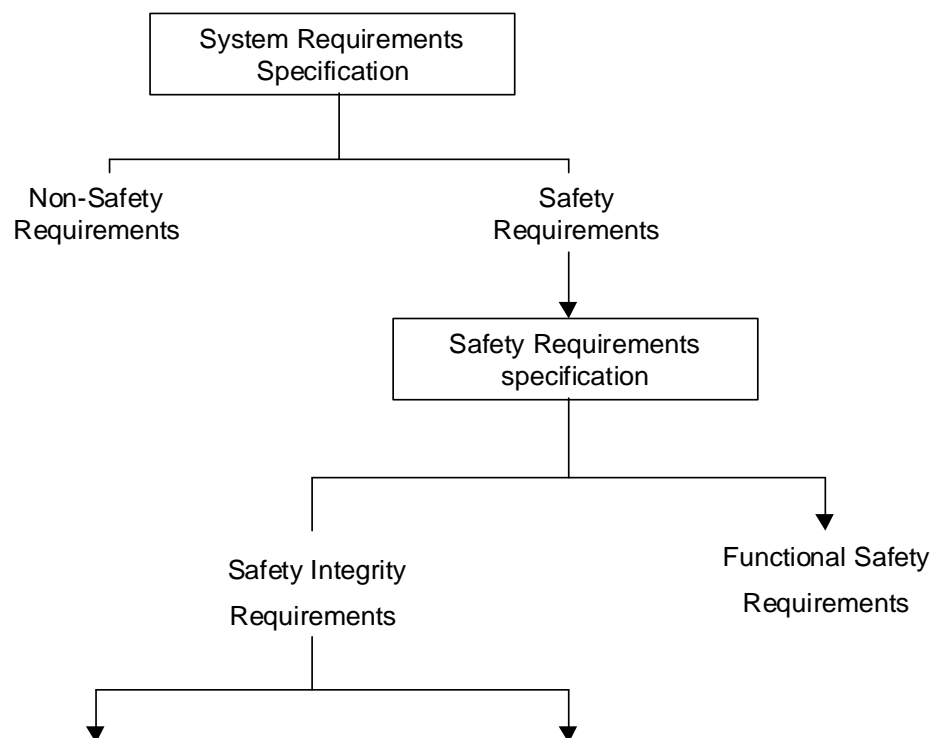 System Requirements
Specification
Non-Safety
Requirements
Safety
Requirements
Safety Requirements
specification
Safety Integrity
Requirements
Functional Safety
Requirements